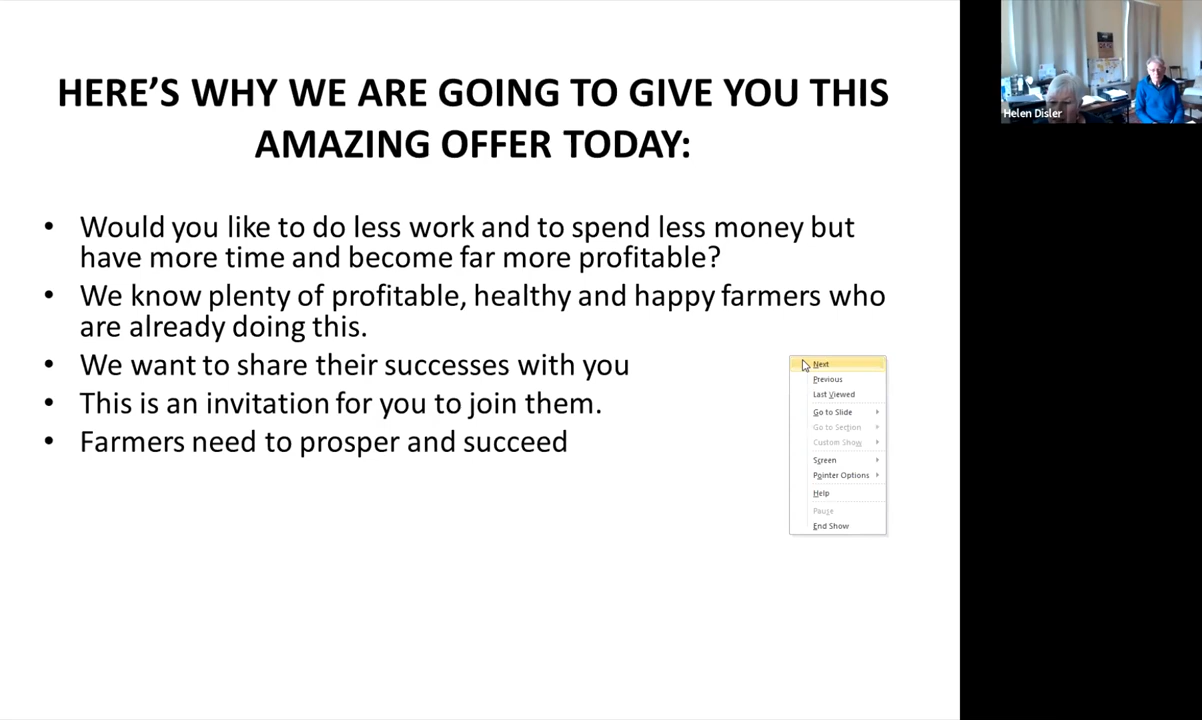 HERE’S WHY WE ARE GOING TO GIVE YOU THIS
AMAZING OFFER TODAY:
• Would you like to do less work and to spend less money but
have more time and become far more profitable?
• We know plenty of profitable, healthy and happy farmers who
are already doing this.
• We want to share their successes with you
• This is an invitation for you to join them.
• Farmers need to prosper and succeed
Next
Previous
Last Viewed
Go to Slide
Go to Section
Custom Show
Screen
Pointer Options
Help
Pause
End Show
Helen Disler